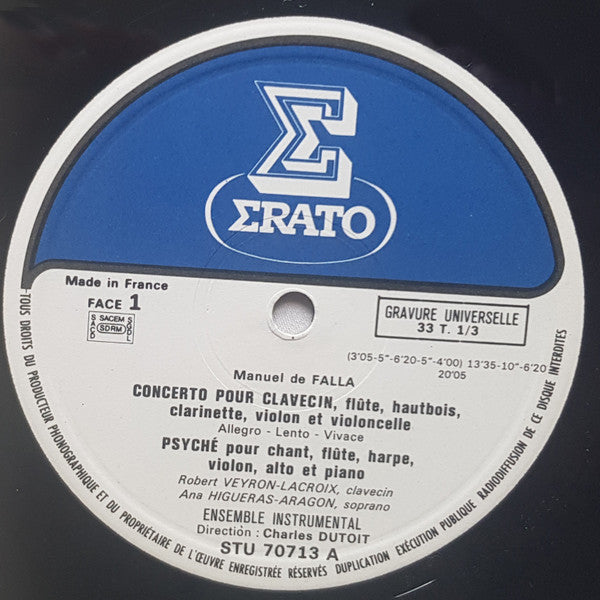 Σ
ΣRATO
Made in France
FACE 1
SACEM
SACD SDRM SGDL
GRAVURE UNIVERSELLE
33 T. 1/3
(3'05-5"-6'20-5"-4'00) 13'35-10"-6'20
20'05
Manuel de FALLA
CONCERTO POUR CLAVECIN, flûte, hautbois,
clarinette, violon et violoncelle
Allegro - Lento - Vivace
PSYCHÉ pour chant, flûte, harpe,
violon, alto et piano
Robert VEYRON-LACROIX, clavecin
Ana HIGUERAS-ARAGON, soprano
ENSEMBLE INSTRUMENTAL
Direction : Charles DUTOIT
STU 70713 A
-TOUS DROITS DU PRODUCTEUR PHONOGRAPHIQUE ET DU PROPRIÉTAIRE DE L'ŒUVRE ENREGISTRÉE RÉSERVÉS DUPLICATION EXÉCUTION PUBLIQUE RADIODIFFUSION DE CE DISQUE INTERDITES